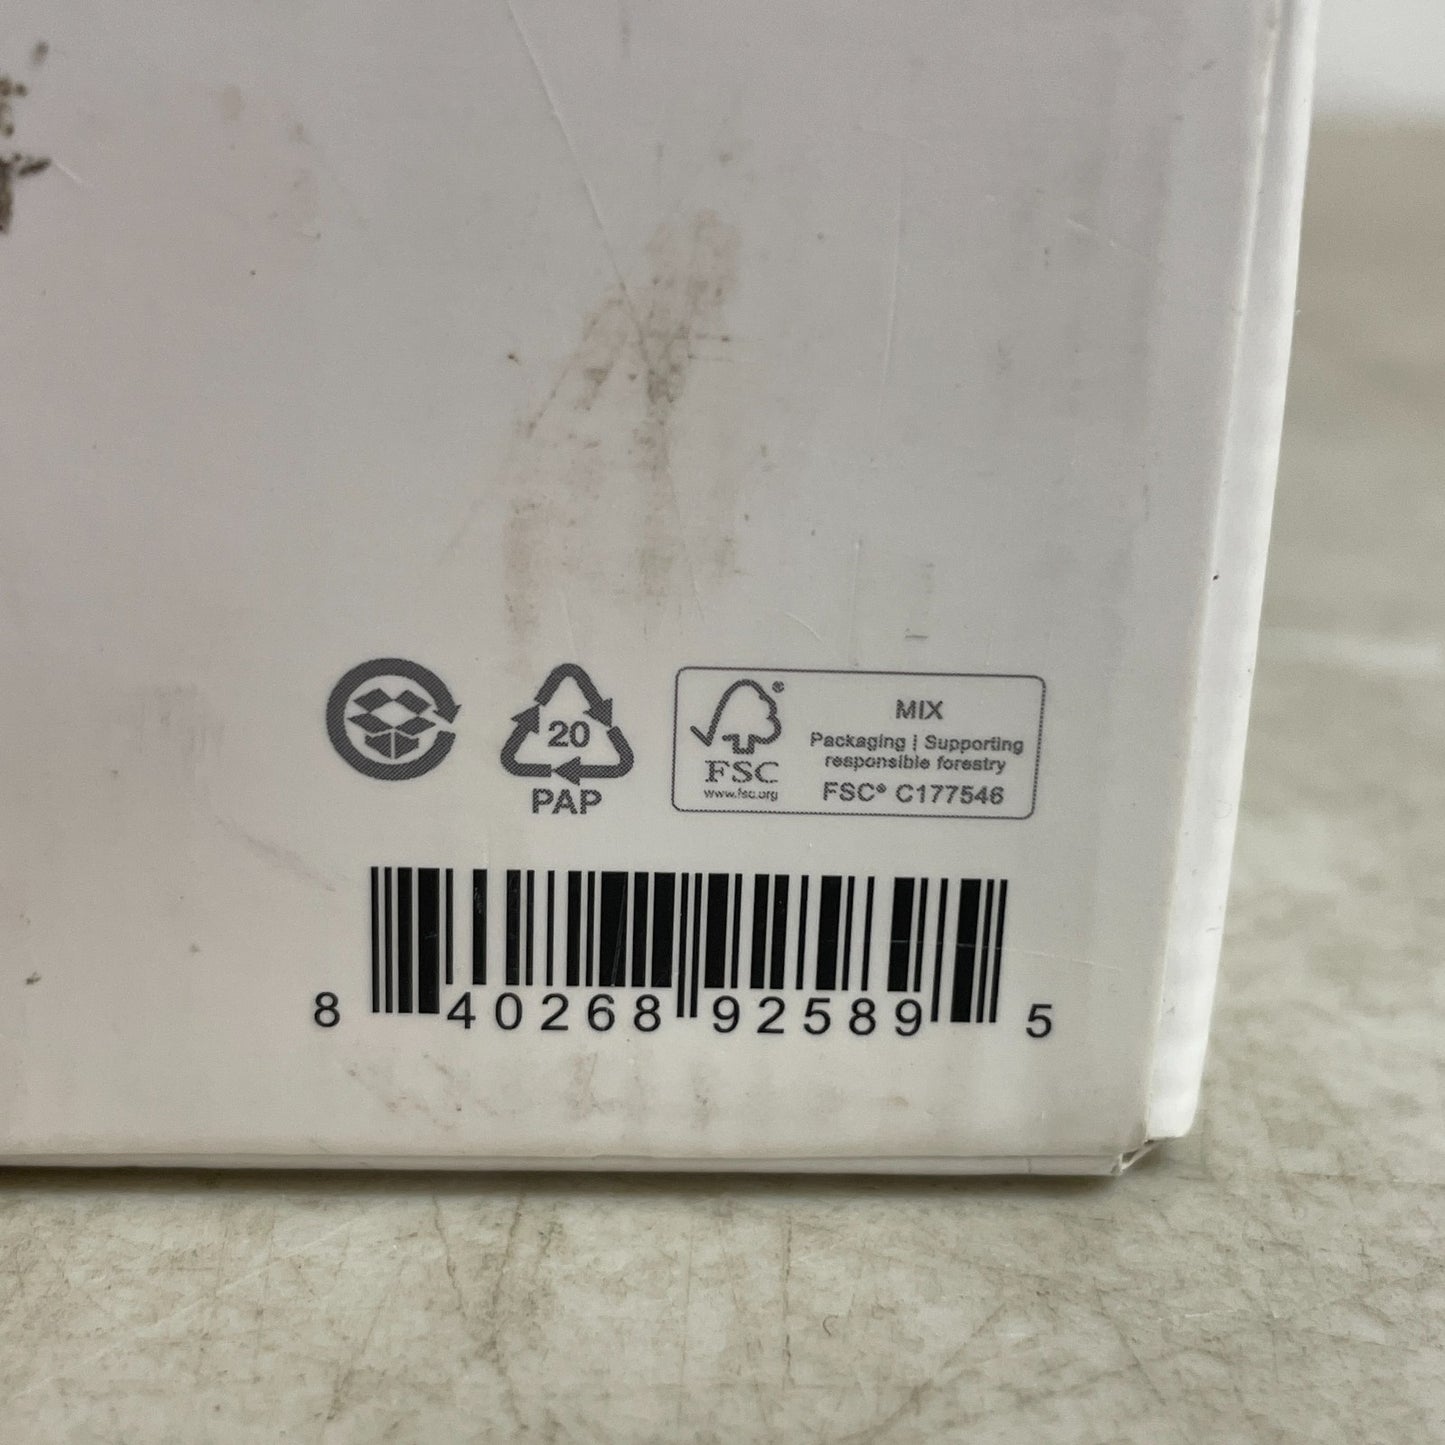 20
PAP
FSC
www.fsc.org
®
MIX
Packaging | Supporting
responsible forestry
FSC® C177546
8 40268 92589 5